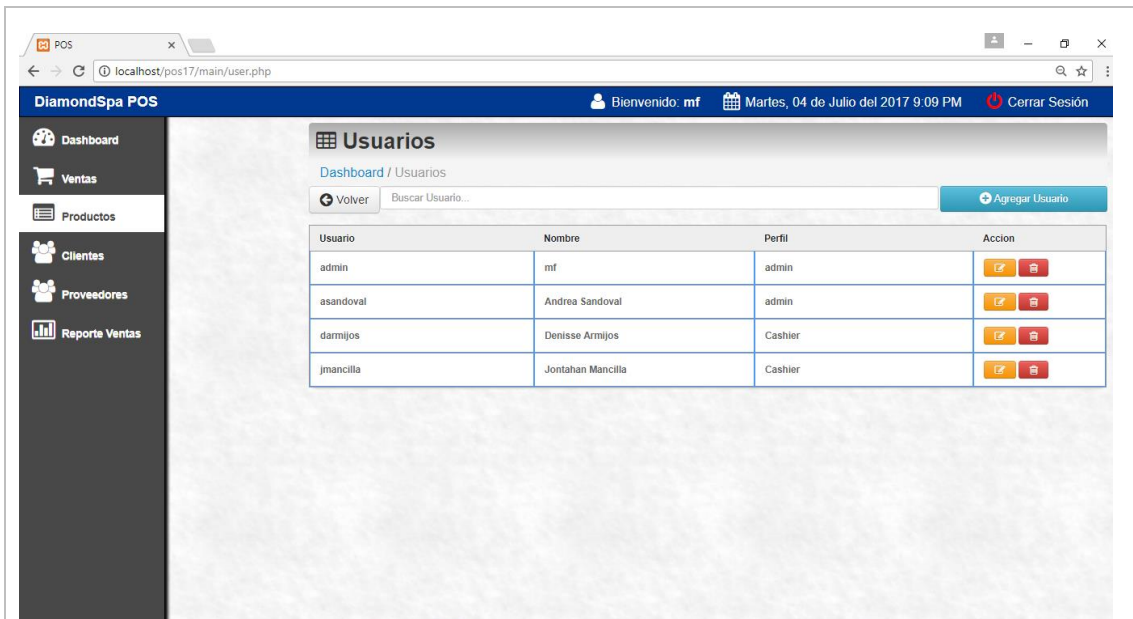 POS
localhost/pos17/main/user.php
DiamondSpa POS
Bienvenido: mf
Martes, 04 de Julio del 2017 9:09 PM
Cerrar Sesión
Dashboard
Ventas
Productos
Clientes
Proveedores
Reporte Ventas
Usuarios
Dashboard / Usuarios
Volver
Buscar Usuario...
Agregar Usuario
Usuario Nombre Perfil Accion
admin mf admin
asandoval Andrea Sandoval admin
darmijos Denisse Armijos Cashier
jmancilla Jontahan Mancilla Cashier